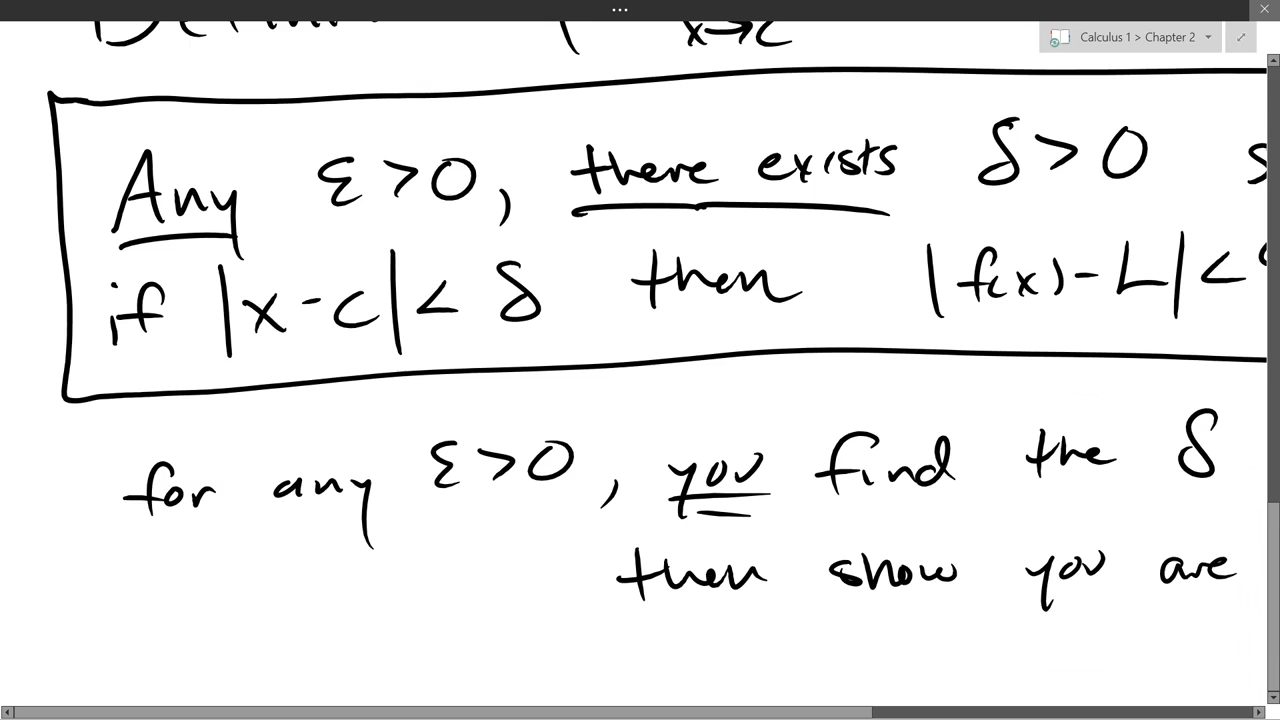 Calculus 1 > Chapter 2
x→c
Any ε>0, there exists δ>0 s
if |x-c| < δ then |f(x)-L| <
for any ε>0, you find the δ
then show you are